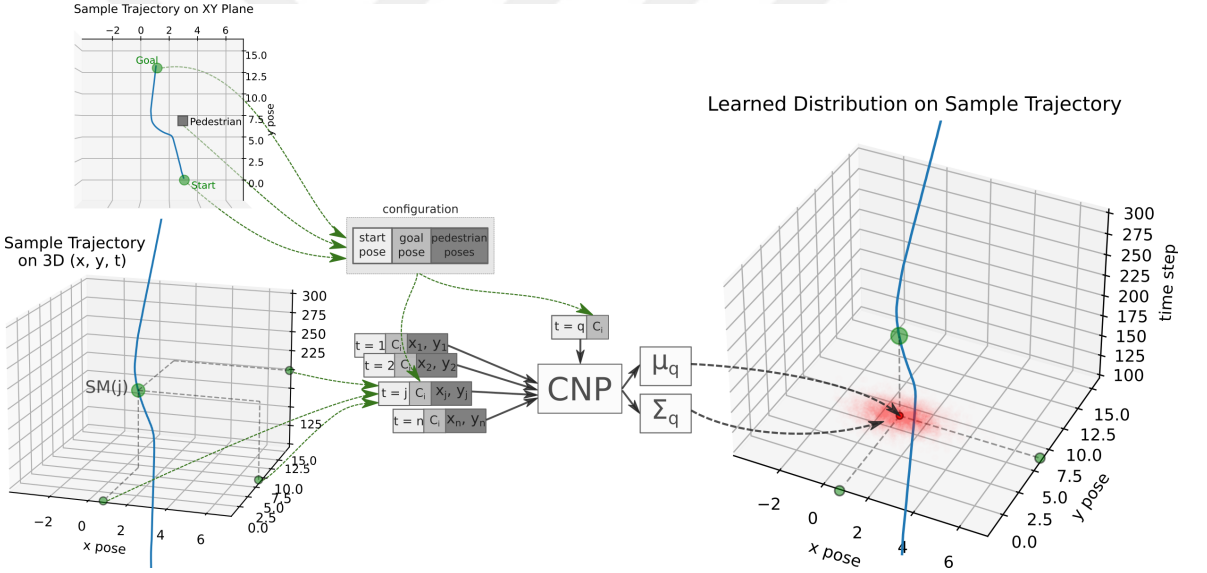 Sample Trajectory on XY Plane
−2 0 2 4 6
Goal
15.0
12.5
10.0
7.5
5.0
2.5
0.0
y pose
Pedestrian
Start
Sample Trajectory
on 3D (x, y, t)
300
275
250
225
125
SM(j)
15.0
12.5
10.0
7.5
5.0
2.5
0.0
−2 0 2 4 6
x pose
configuration
start
pose
goal
pose
pedestrian
poses
t = 1 Ci x1, y1
t = 2 Ci x2, y2
t = j Ci xj, yj
t = n Ci xn, yn
t = q Ci
CNP
μq
Σq
Learned Distribution on Sample Trajectory
300
275
250
225
200
175
150
125
100
time step
15.0
12.5
10.0
7.5
5.0
2.5
0.0
y pose
−2 0 2 4 6
x pose